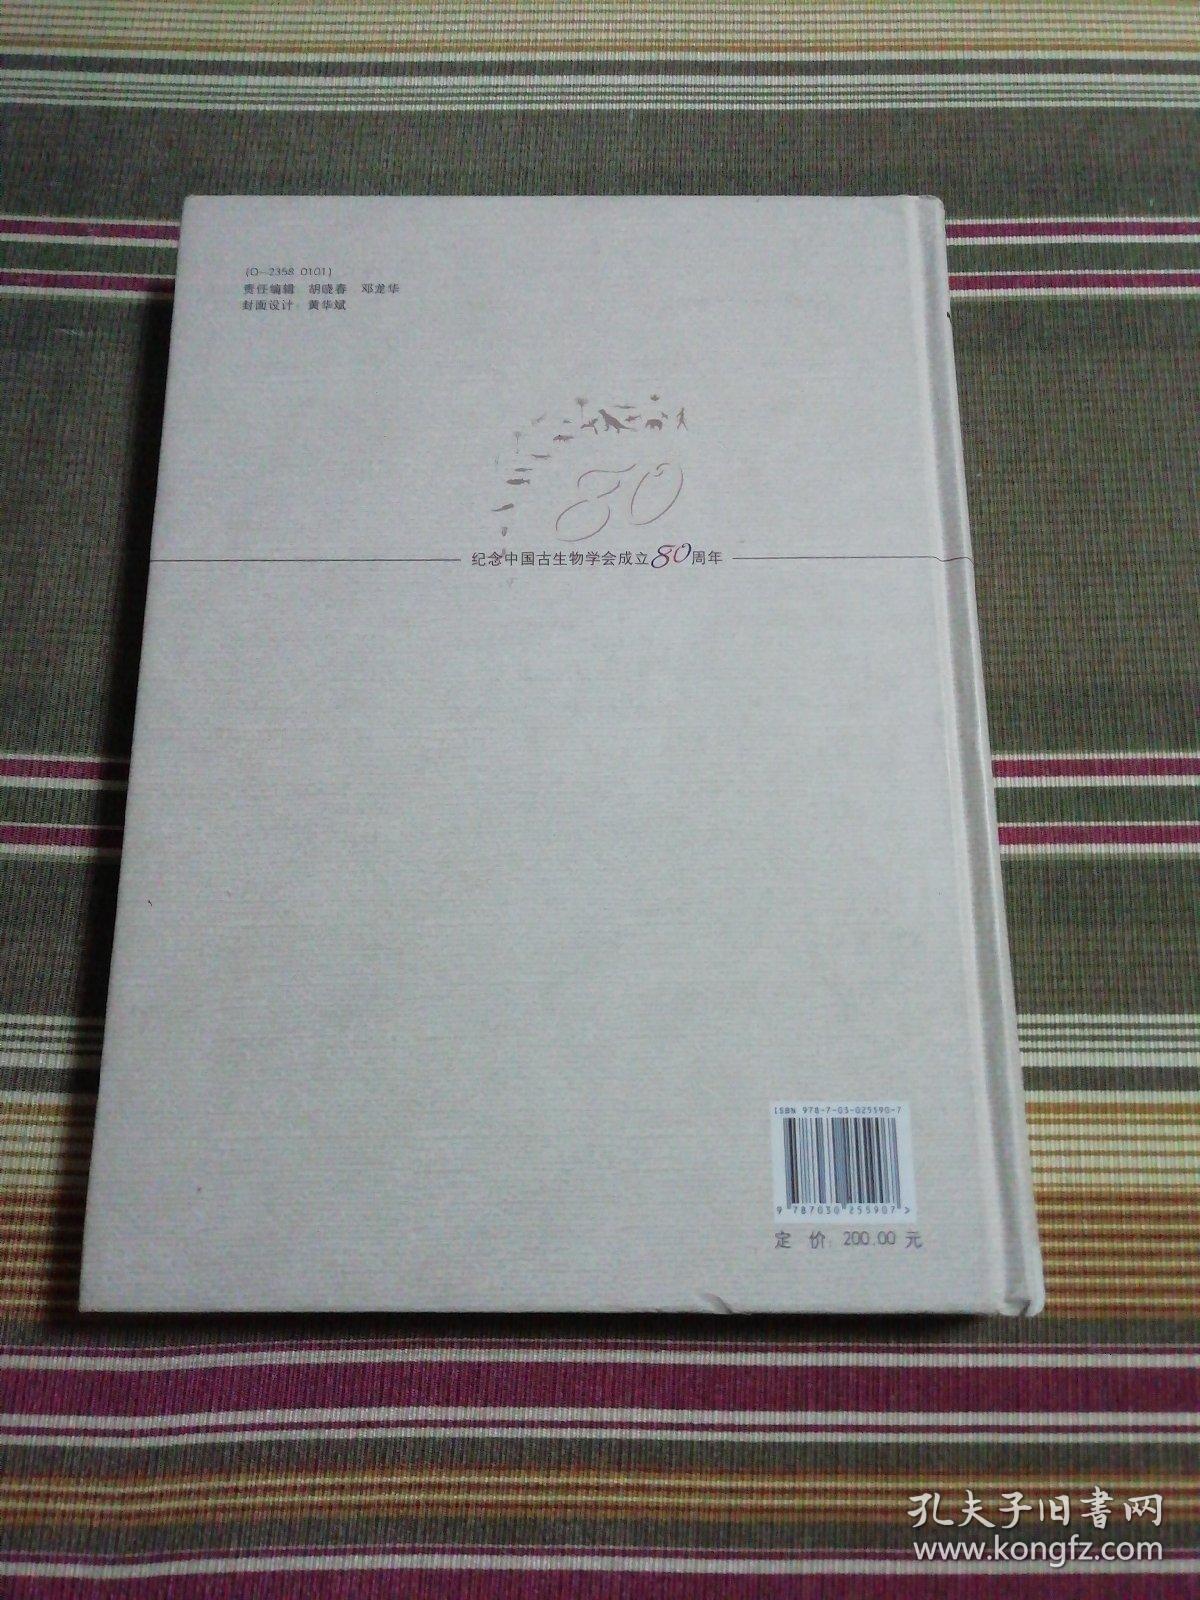 (O-2358 0101)
责任编辑 胡晓春 邓龙华
封面设计：黄华斌
80
纪念中国古生物学会成立80周年
ISBN 978-7-03-025590-7
9 787030 255907 >
定 价：200.00 元
孔夫子旧書网
www.kongfz.com